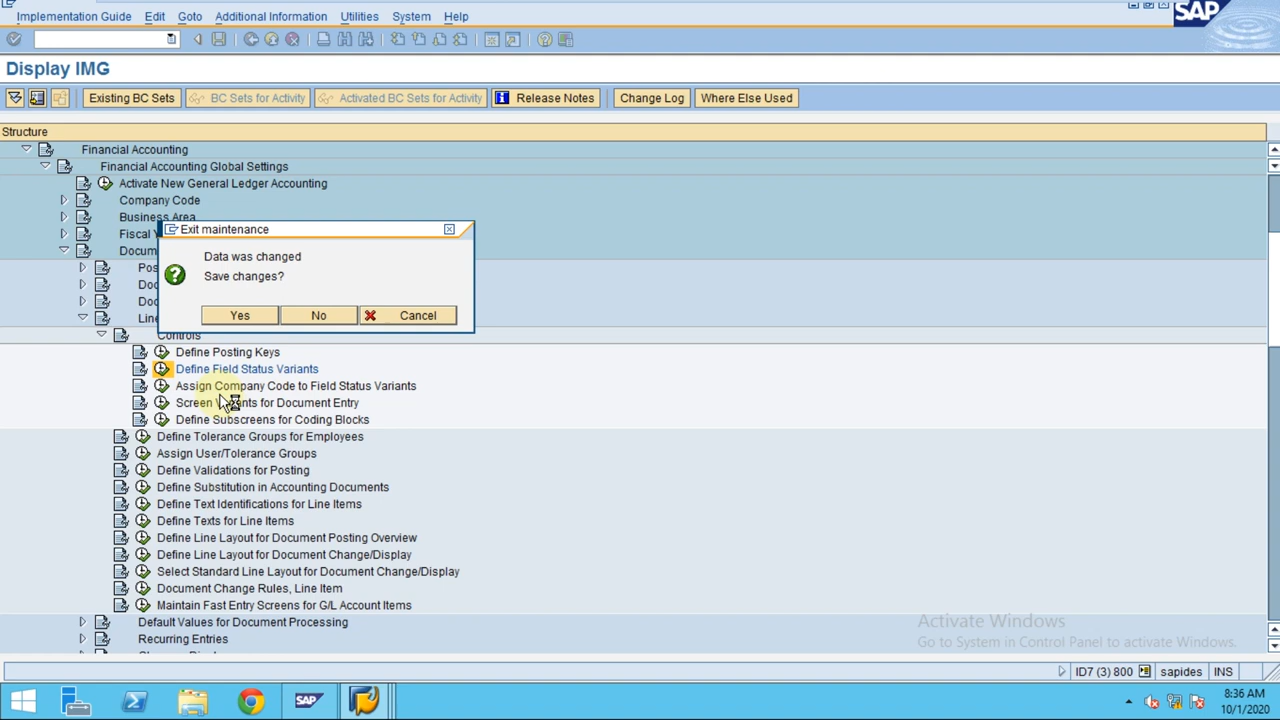 Implementation Guide Edit Goto Additional Information Utilities System Help
SAP
Display IMG
Existing BC Sets BC Sets for Activity Activated BC Sets for Activity Release Notes Change Log Where Else Used
Structure
Financial Accounting
Financial Accounting Global Settings
Activate New General Ledger Accounting
Company Code
Business Area
Fiscal Y
Docum
Exit maintenance
Data was changed
Save changes?
Yes No Cancel
Pos
Doc
Doc
Line
Controls
Define Posting Keys
Define Field Status Variants
Assign Company Code to Field Status Variants
Screen Variants for Document Entry
Define Subscreens for Coding Blocks
Define Tolerance Groups for Employees
Assign User/Tolerance Groups
Define Validations for Posting
Define Substitution in Accounting Documents
Define Text Identifications for Line Items
Define Texts for Line Items
Define Line Layout for Document Posting Overview
Define Line Layout for Document Change/Display
Select Standard Line Layout for Document Change/Display
Document Change Rules, Line Item
Maintain Fast Entry Screens for G/L Account Items
Default Values for Document Processing
Recurring Entries
Activate Windows
Go to System in Control Panel to activate Windows.
ID7 (3) 800 sapides INS
SAP
8:36 AM
10/1/2020